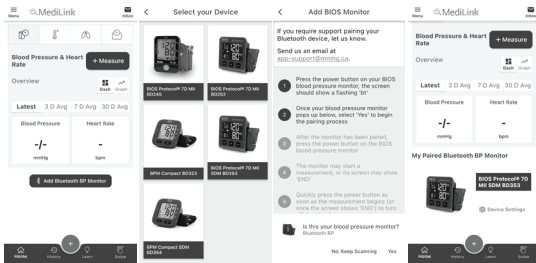 Menu
MediLink
Inbox
Blood Pressure & Heart
Rate
+ Measure
Overview
Dash
Graph
Latest
3 D Avg
7 D Avg
30 D Avg
Blood Pressure
Heart Rate
-/-
-
mmHg
bpm
Add Bluetooth BP Monitor
Home
History
Learn
Swipe
Select your Device
BIOS Protocol® 7D MII
BD245
BIOS Protocol® 7D MII
BD252
BPM Compact BD323
BIOS Protocol® 7D MII
SDM BD353
BPM Compact SDM
BD354
Add BIOS Monitor
If you require support pairing your
Bluetooth device, let us know.
Send us an email at
app-support@mmhg.ca.
1
Press the power button on your BIOS
blood pressure monitor, the screen
should show a flashing 'bt'
2
Once your blood pressure monitor
pops up below, select 'Yes' to begin
the pairing process
3
After the monitor has been paired,
press the power button on the BIOS
blood pressure monitor
4
The monitor may start a
measurement, or its screen may show
'END'
5
Quickly press the power button as
soon as the measurement begins (or
once the screen shows 'END') to turn
Is this your blood pressure monitor?
Bluetooth BP
No, Keep Scanning
Yes
Menu
MediLink
Inbox
Blood Pressure & Heart
Rate
+ Measure
Overview
Dash
Graph
Latest
3 D Avg
7 D Avg
30 D Avg
Blood Pressure
Heart Rate
-/-
-
mmHg
bpm
My Paired Bluetooth BP Monitor
BIOS Protocol® 7D
MII SDM BD353
Device Settings
Home
History
Learn
Swipe